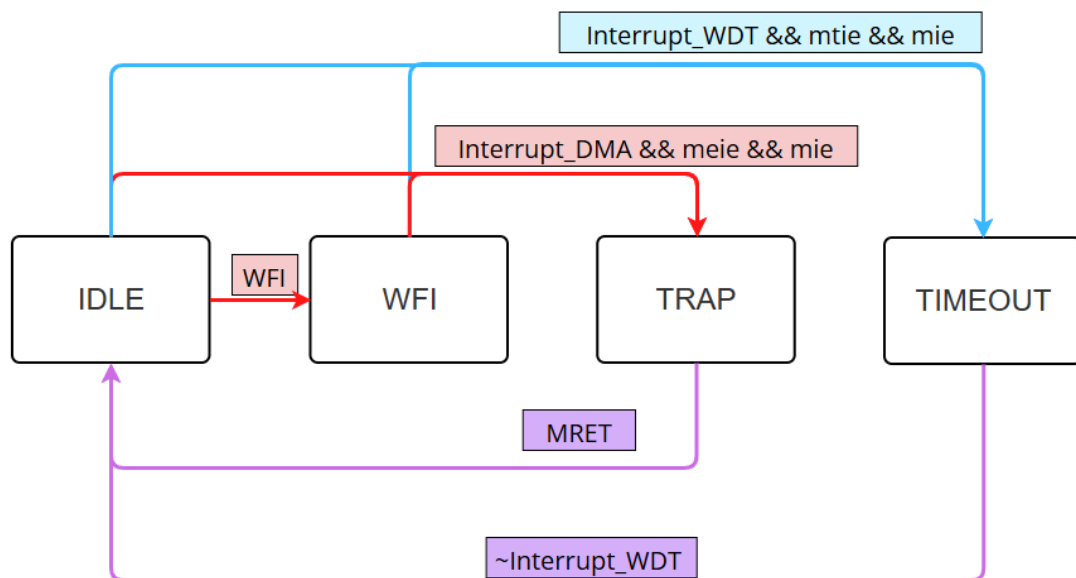 Interrupt_WDT && mtie && mie
Interrupt_DMA && meie && mie
WFI
IDLE
WFI
TRAP
TIMEOUT
MRET
~Interrupt_WDT